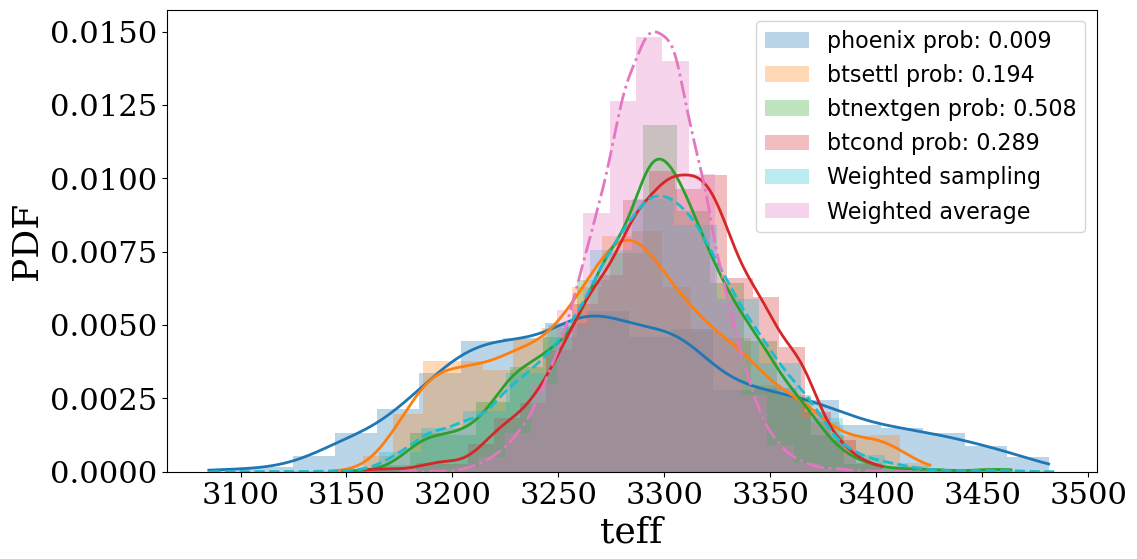 0.0150
0.0125
0.0100
0.0075
0.0050
0.0025
0.0000
PDF
phoenix prob: 0.009
btsettl prob: 0.194
btnextgen prob: 0.508
btcond prob: 0.289
Weighted sampling
Weighted average
3100 3150 3200 3250 3300 3350 3400 3450 3500
teff